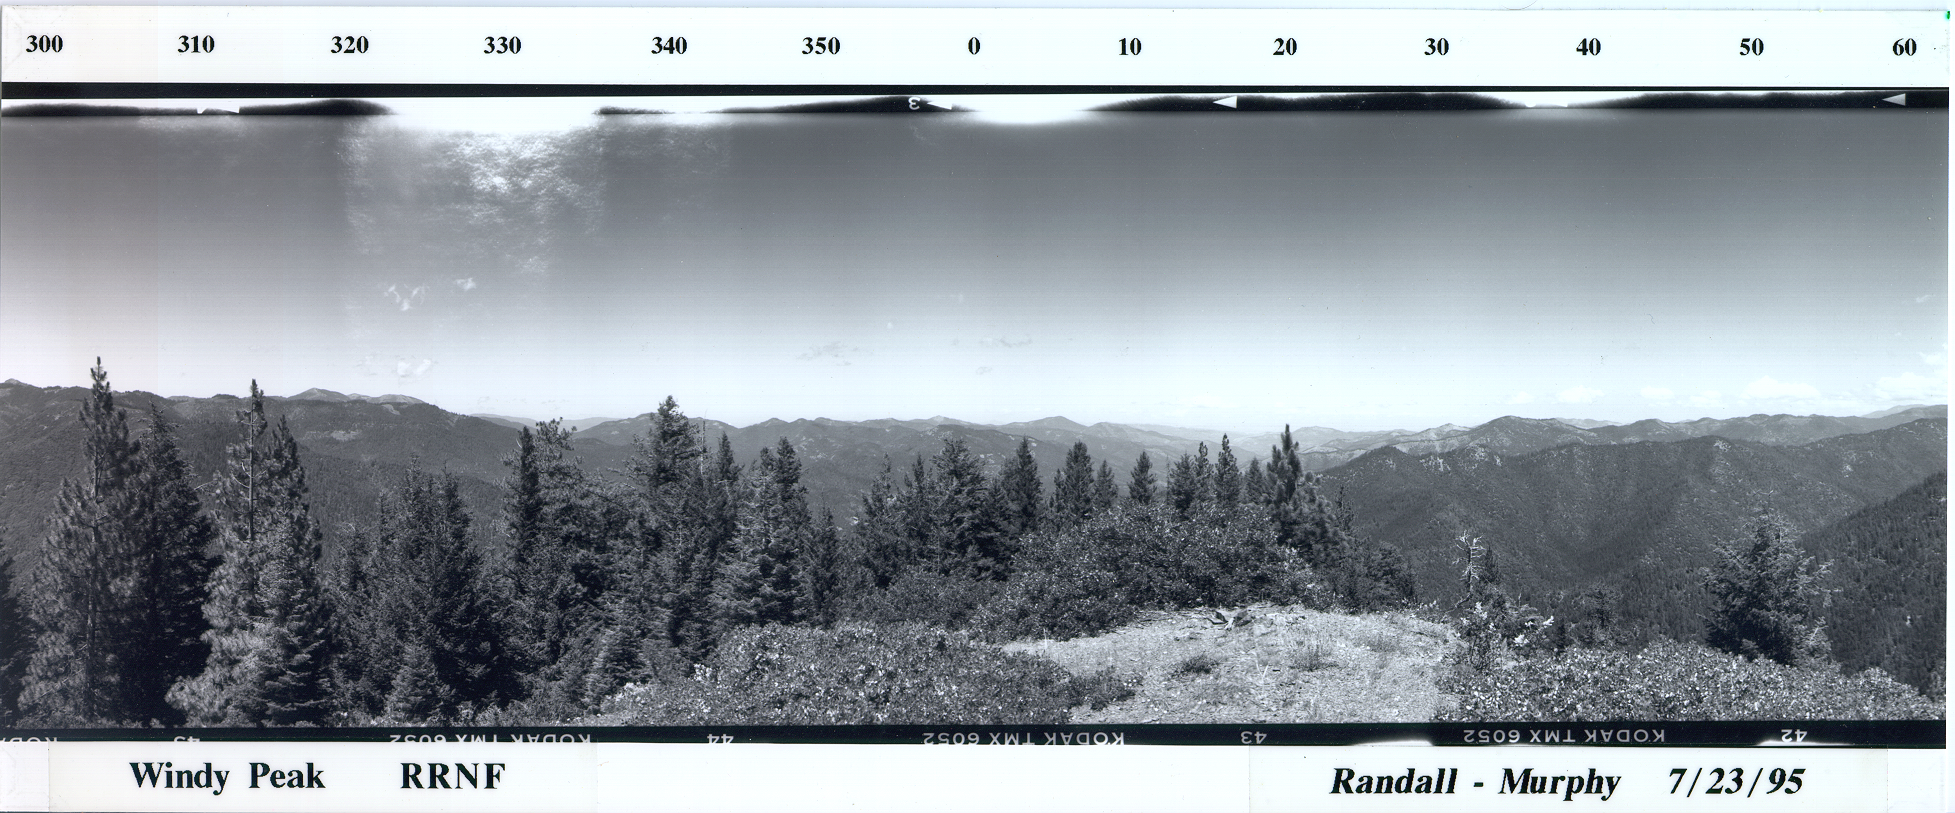 300 310 320 330 340 350 0 10 20 30 40 50 60
3
KODAK TMX 6052 44 KODAK TMX 6052 43 KODAK TMX 6052 42
Windy Peak RRNF Randall - Murphy 7/23/95